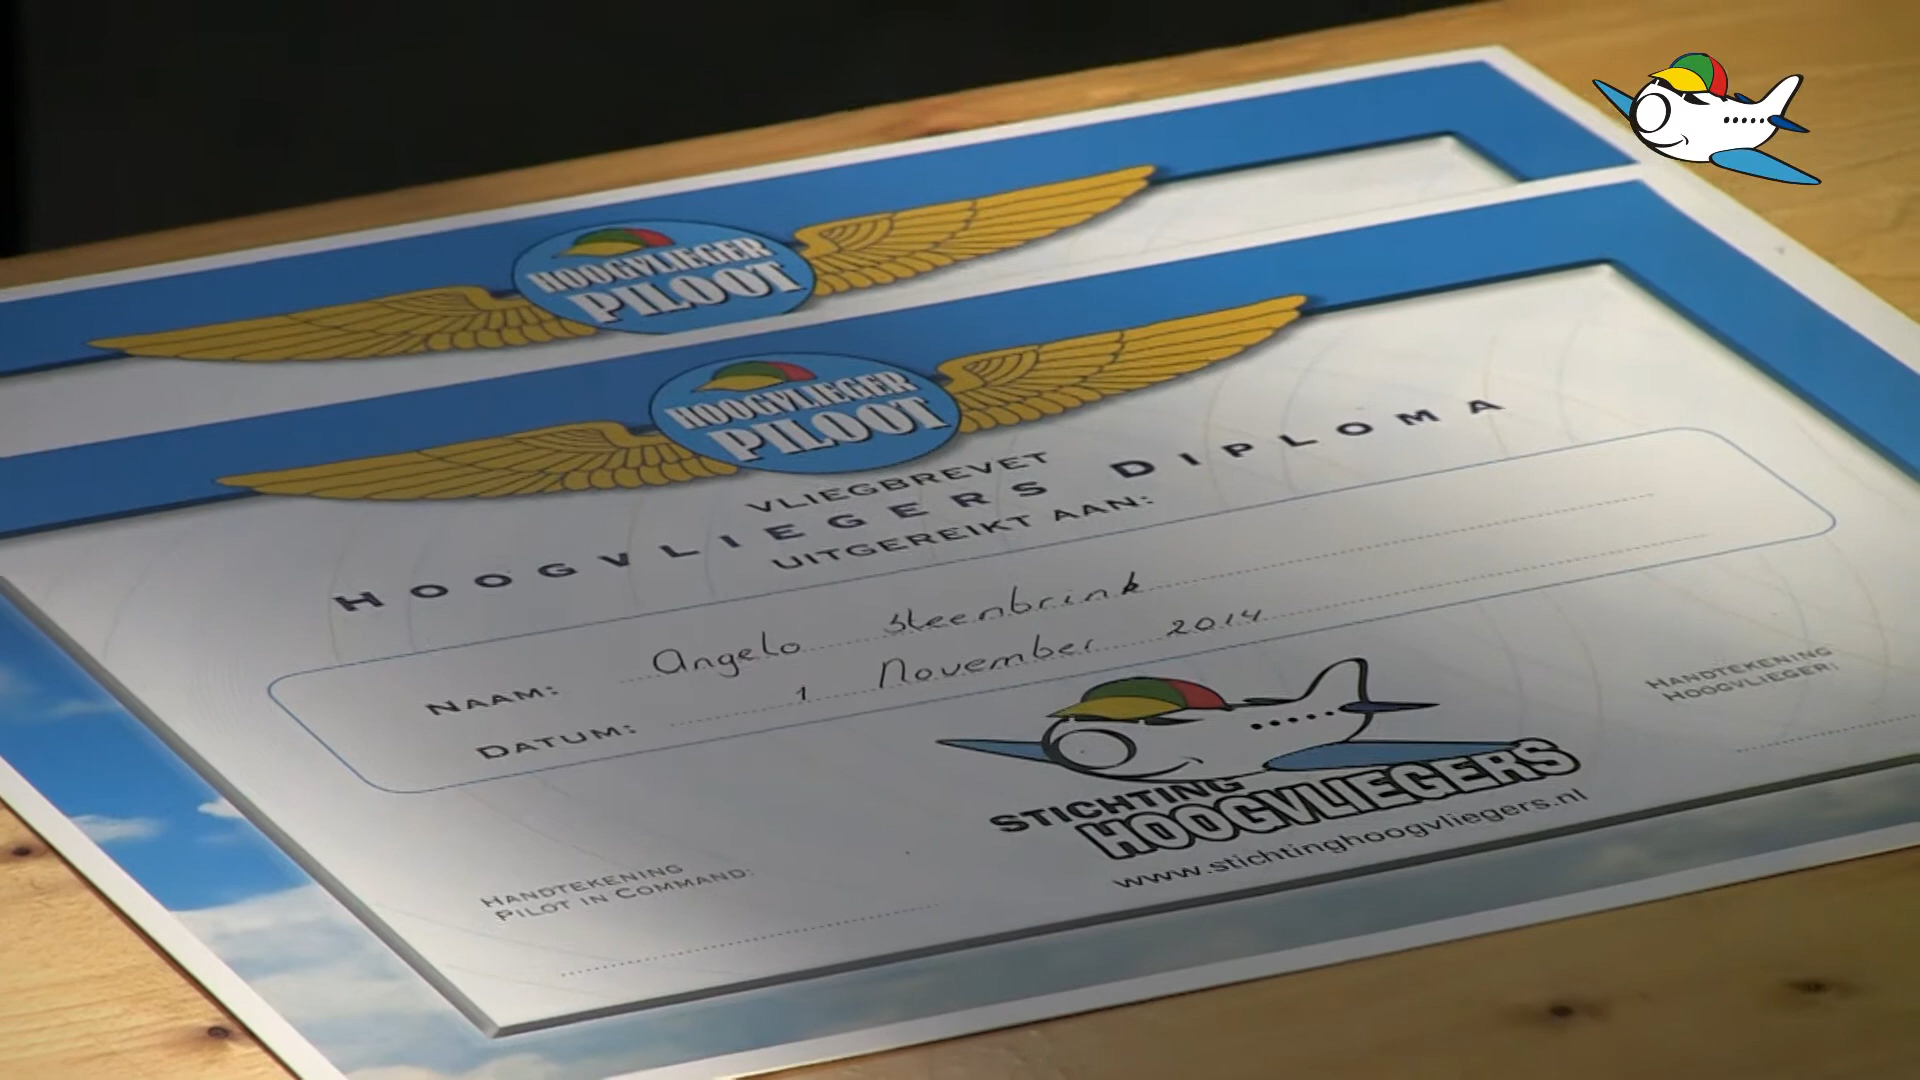 HOOGVLIEGER
PILOOT
HOOGVLIEGER
PILOOT
VLIEGBREVET
HOOGVLIEGERS DIPLOMA
UITGEREIKT AAN:
NAAM: Angelo Steenbrink
DATUM: 1 November 2014
HANDTEKENING
HOOGVLIEGER:
STICHTING
HOOGVLIEGERS
www.stichtinghoogvliegers.nl
HANDTEKENING
PILOT IN COMMAND: